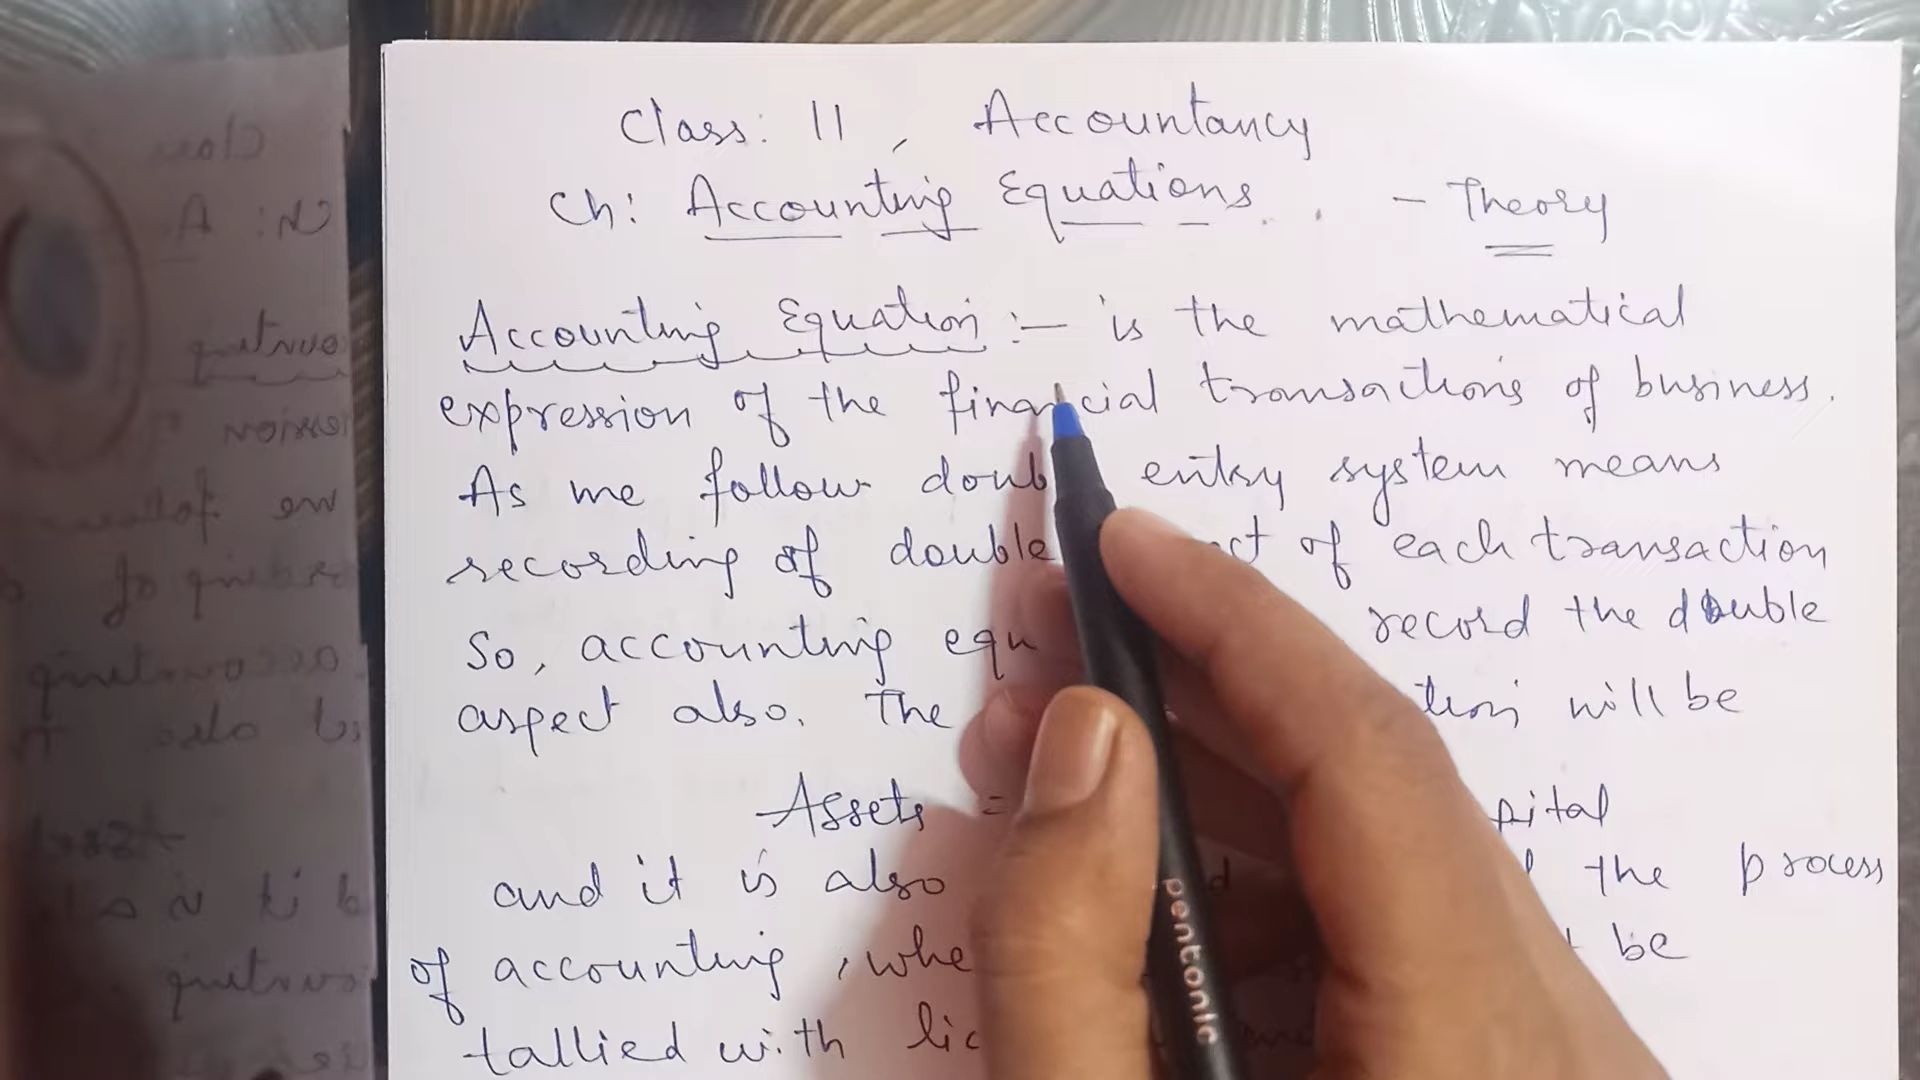 Class: 11, Accountancy
Ch: Accounting Equations. - Theory
Accounting Equation :- is the mathematical
expression of the financial transactions of business.
As we follow doub entry system means
recording of double ct of each transaction
So, accounting equ record the double
aspect also. The tion will be
Assets = pital
and it is also d the process
of accounting, whe be
tallied with
pentonic